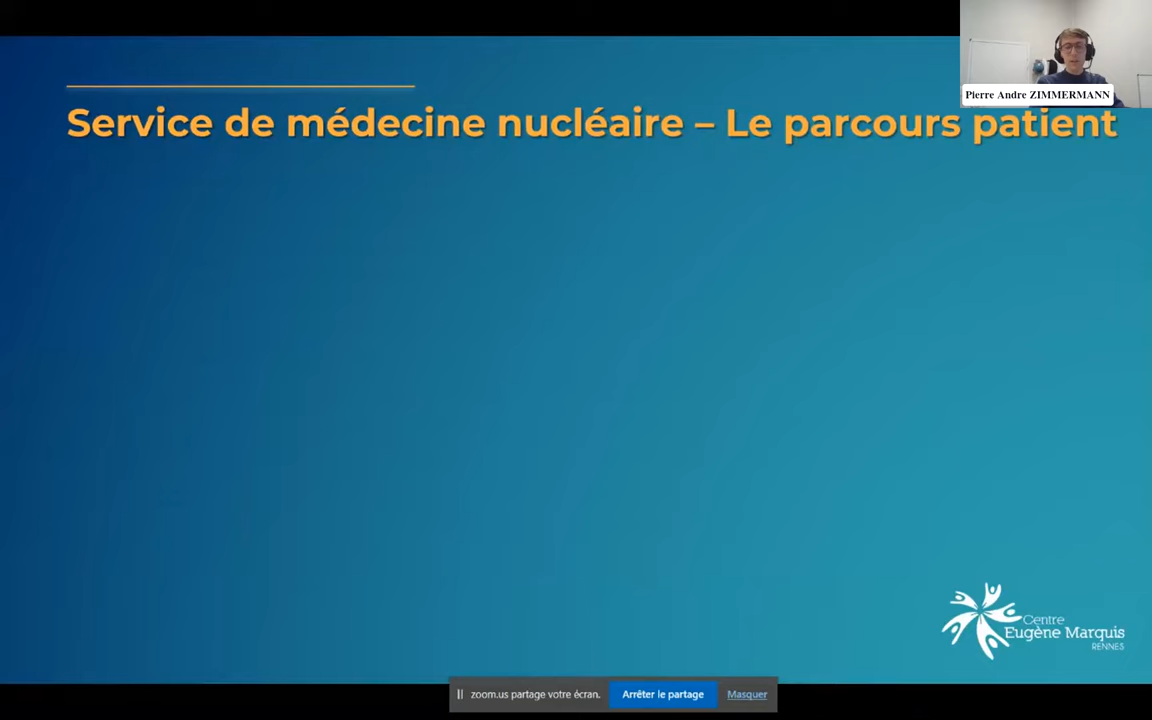 Pierre Andre ZIMMERMANN
Service de médecine nucléaire – Le parcours patient
Centre
Eugène Marquis
RENNES
zoom.us partage votre écran.
Arrêter le partage
Masquer